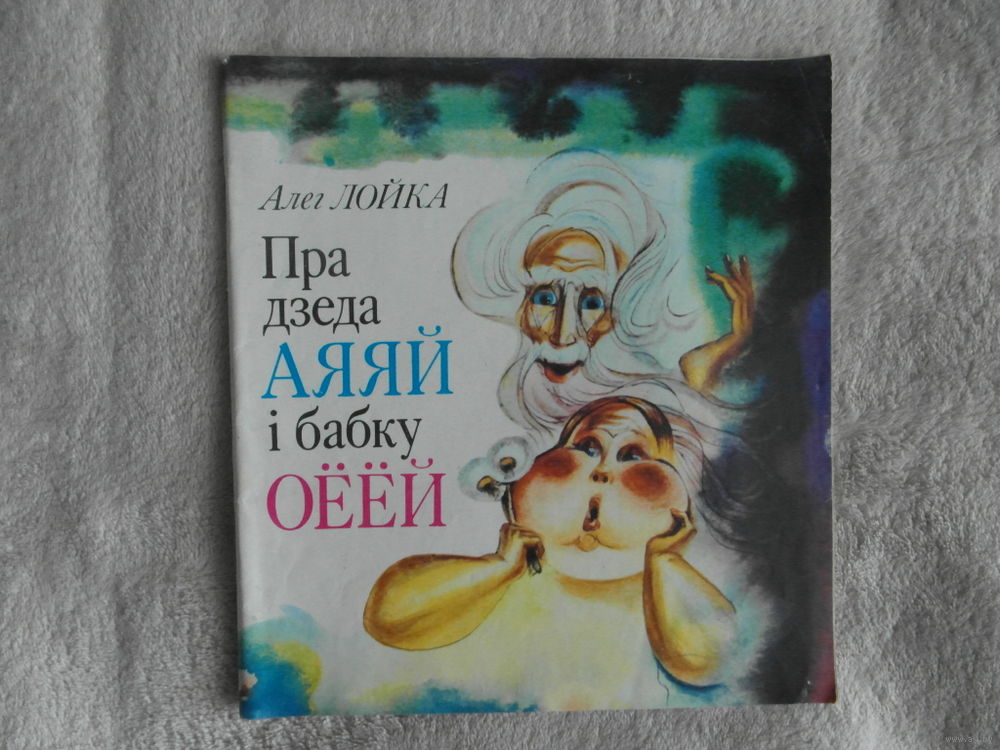 Алег ЛОЙКА
Пра
дзеда
АЯЯЙ
і бабку
ОЁЁЙ